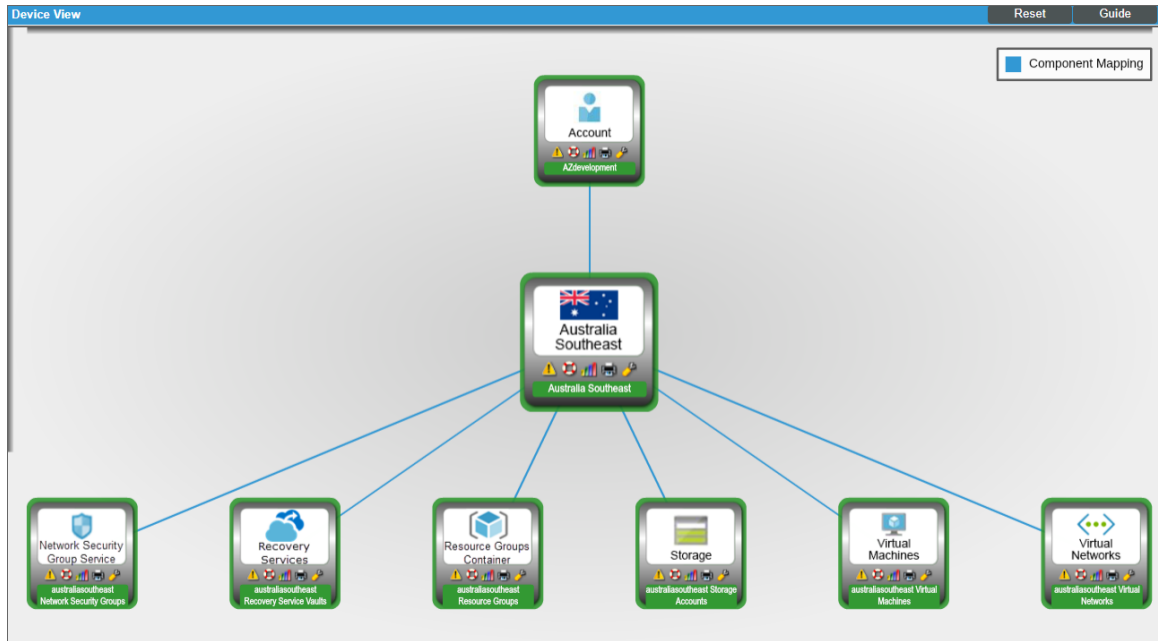 Device View
Reset
Guide
Component Mapping
Account
AZdevelopment
Australia
Southeast
Australia Southeast
Network Security
Group Service
australiasoutheast
Network Security Groups
Recovery
Services
australiasoutheast
Recovery Service Vaults
Resource Groups
Container
australiasoutheast
Resource Groups
Storage
australiasoutheast Storage
Accounts
Virtual
Machines
australiasoutheast Virtual
Machines
Virtual
Networks
australiasoutheast Virtual
Networks